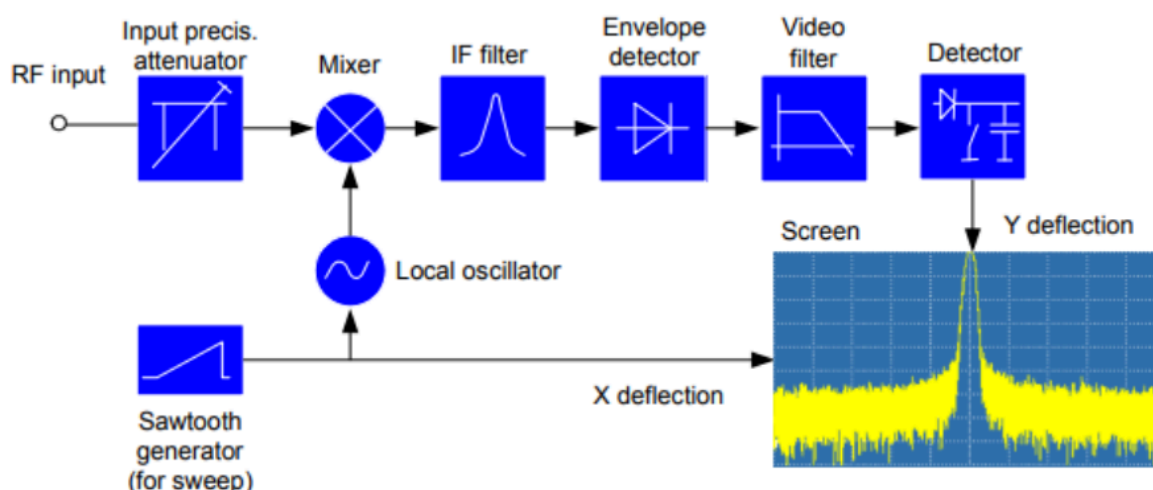 Input precis.
attenuator
RF input
Mixer
IF filter
Envelope
detector
Video
filter
Detector
Y deflection
Screen
Local oscillator
X deflection
Sawtooth
generator
(for sweep)